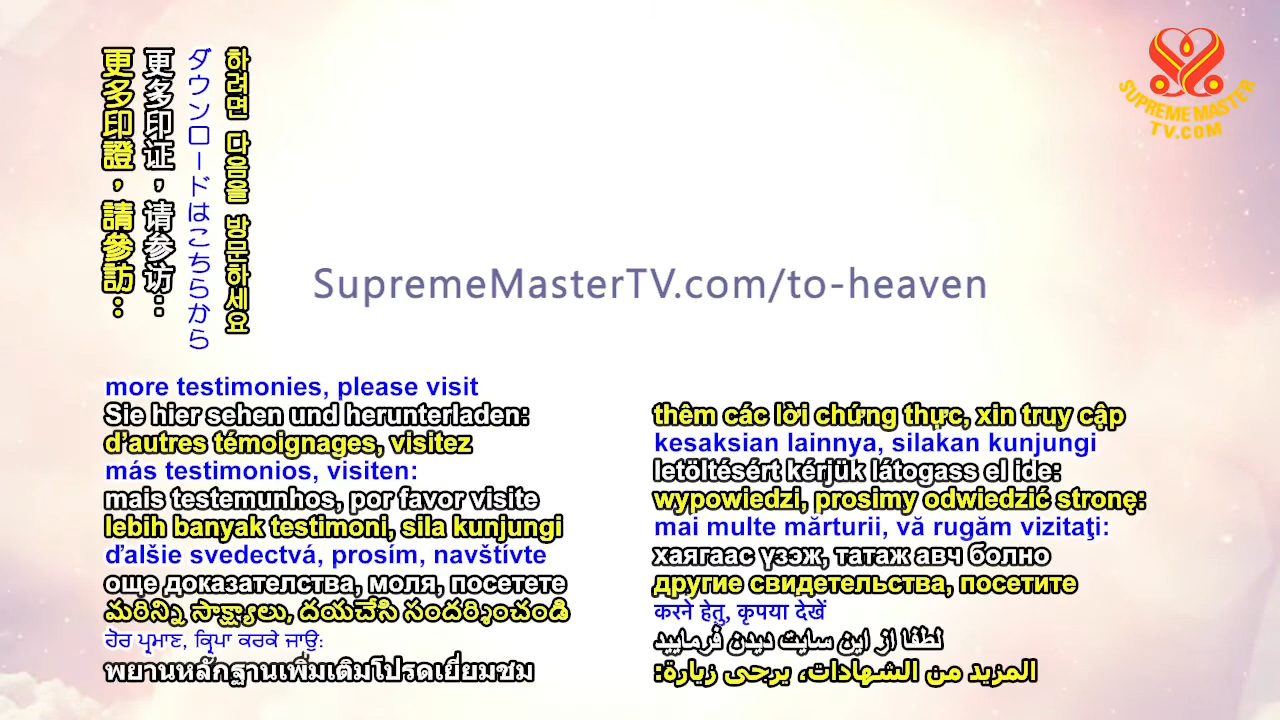 更多印證，請參訪：
更多印证，请参访：
ダウンロードはこちらから
하려면 다음을 방문하세요
SUPREME MASTER
TV.COM
SupremeMasterTV.com/to-heaven
more testimonies, please visit
Sie hier sehen und herunterladen:
d’autres témoignages, visitez
más testimonios, visiten:
mais testemunhos, por favor visite
lebih banyak testimoni, sila kunjungi
ďalšie svedectvá, prosím, navštívte
още доказателства, моля, посетете
మరిన్ని సాక్ష్యాలు, దయచేసి సందర్శించండి
ਹੋਰ ਪ੍ਰਮਾਣ, ਕ੍ਰਿਪਾ ਕਰਕੇ ਜਾਉ:
พยานหลักฐานเพิ่มเติมโปรดเยี่ยมชม
thêm các lời chứng thực, xin truy cập
kesaksian lainnya, silakan kunjungi
letöltésért kérjük látogass el ide:
wypowiedzi, prosimy odwiedzić stronę:
mai multe mărturii, vă rugăm vizitaţi:
хаягаас үзэж, татаж авч болно
другие свидетельства, посетите
करने हेतु, कृपया देखें
لطفا از این سایت دیدن فرمایید
المزيد من الشهادات، يرجى زيارة: